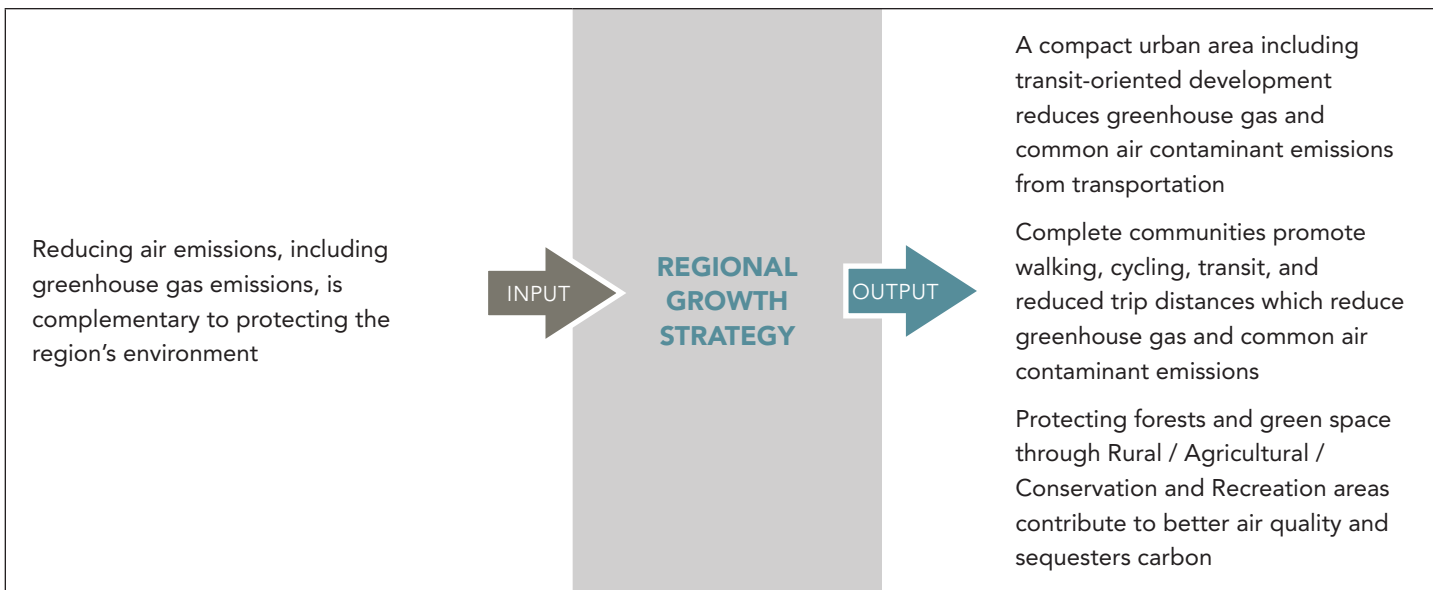 Reducing air emissions, including
greenhouse gas emissions, is
complementary to protecting the
region's environment
INPUT
REGIONAL
GROWTH
STRATEGY
OUTPUT
A compact urban area including
transit-oriented development
reduces greenhouse gas and
common air contaminant emissions
from transportation
Complete communities promote
walking, cycling, transit, and
reduced trip distances which reduce
greenhouse gas and common air
contaminant emissions
Protecting forests and green space
through Rural / Agricultural /
Conservation and Recreation areas
contribute to better air quality and
sequesters carbon